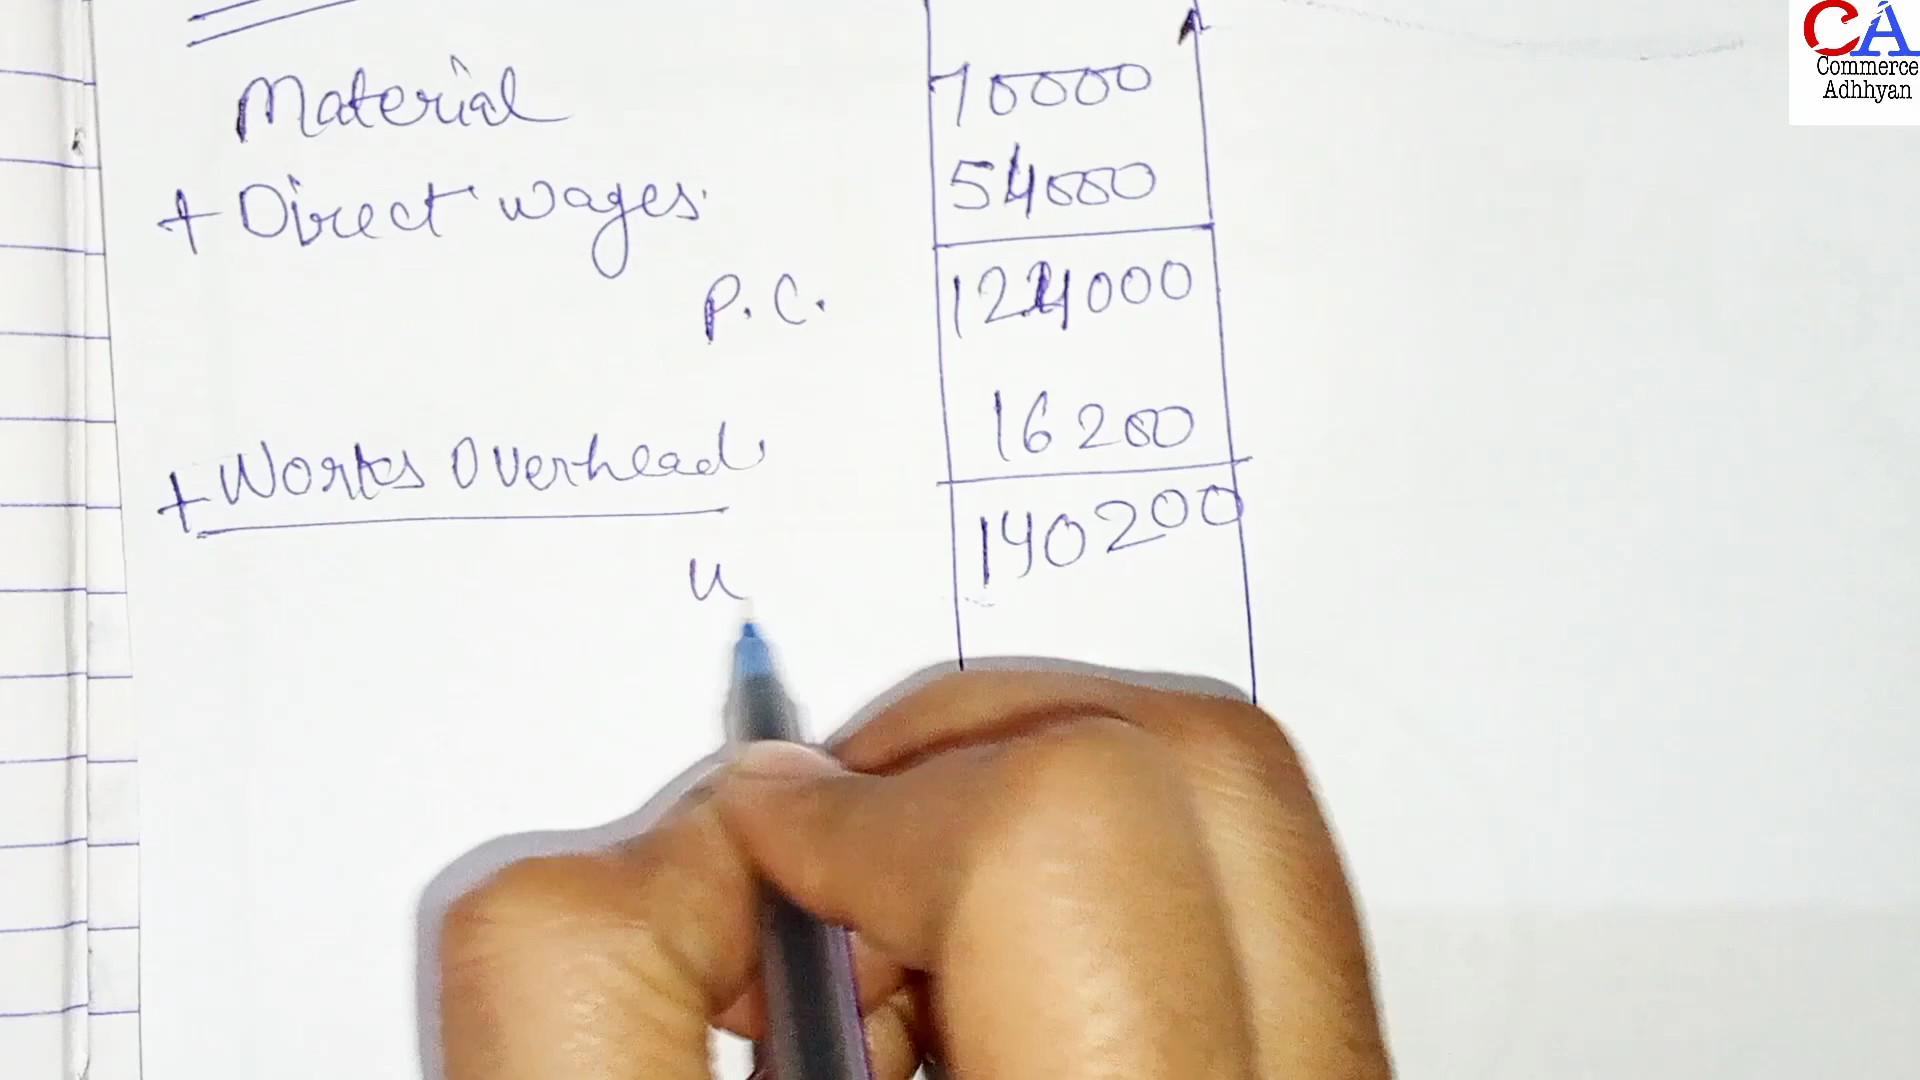 CA
Commerce
Adhhyan
Material 70000
+ Direct wages 54000
P.C. 124000
+ Works Overhead 16200
140200